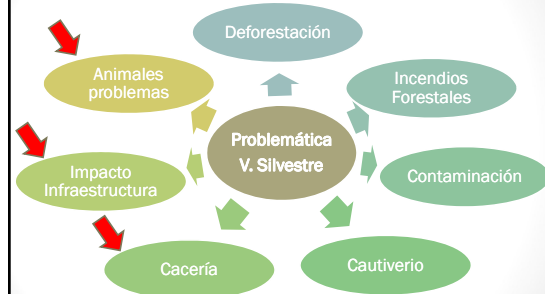 Deforestación
Animales
problemas
Incendios
Forestales
Problemática
V. Silvestre
Impacto
Infraestructura
Contaminación
Cacería
Cautiverio